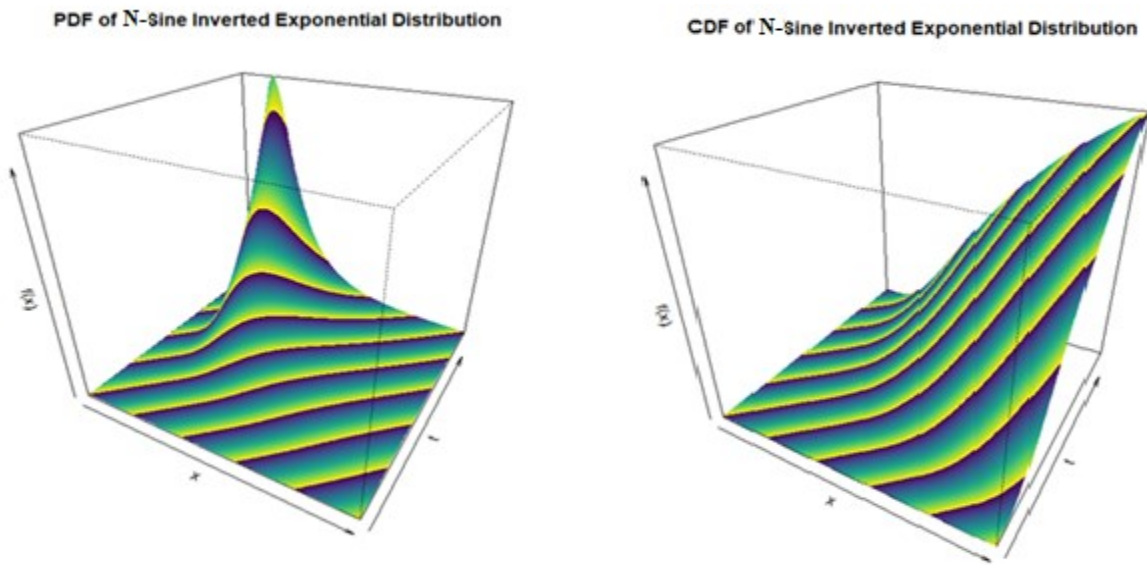 PDF of N-Sine Inverted Exponential Distribution
CDF of N-Sine Inverted Exponential Distribution
f(x)
x
t
f(x)
x
t